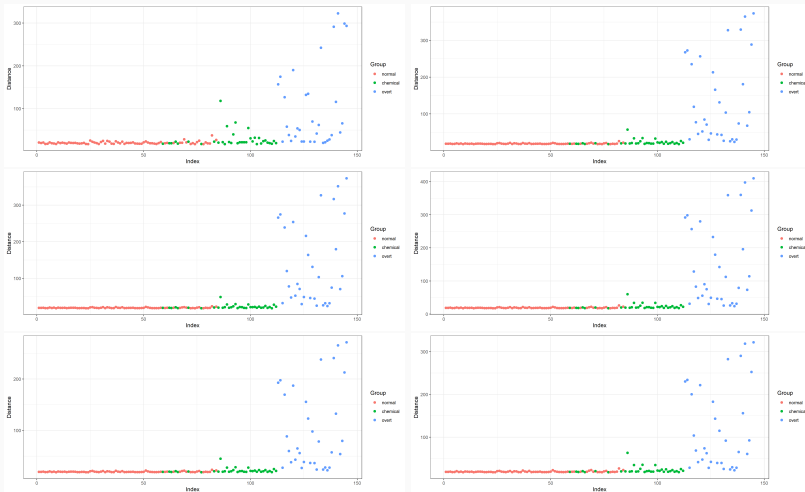 300
200
100
Distance
0
50
100
150
Index
Group
normal
chemical
overt
300
200
100
Distance
0
50
100
150
Index
Group
normal
chemical
overt
300
200
100
Distance
0
50
100
150
Index
Group
normal
chemical
overt
400
300
200
100
0
Distance
0
50
100
150
Index
Group
normal
chemical
overt
200
100
Distance
0
50
100
150
Index
Group
normal
chemical
overt
300
200
100
Distance
0
50
100
150
Index
Group
normal
chemical
overt